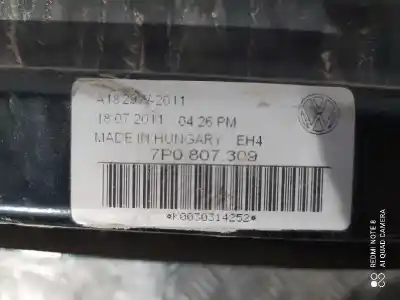 18.07.2011 04:26 PM
MADE IN HUNGARY EH4
7P0 807 309
*K0030314252*
REDMI NOTE 8
AI QUAD CAMERA